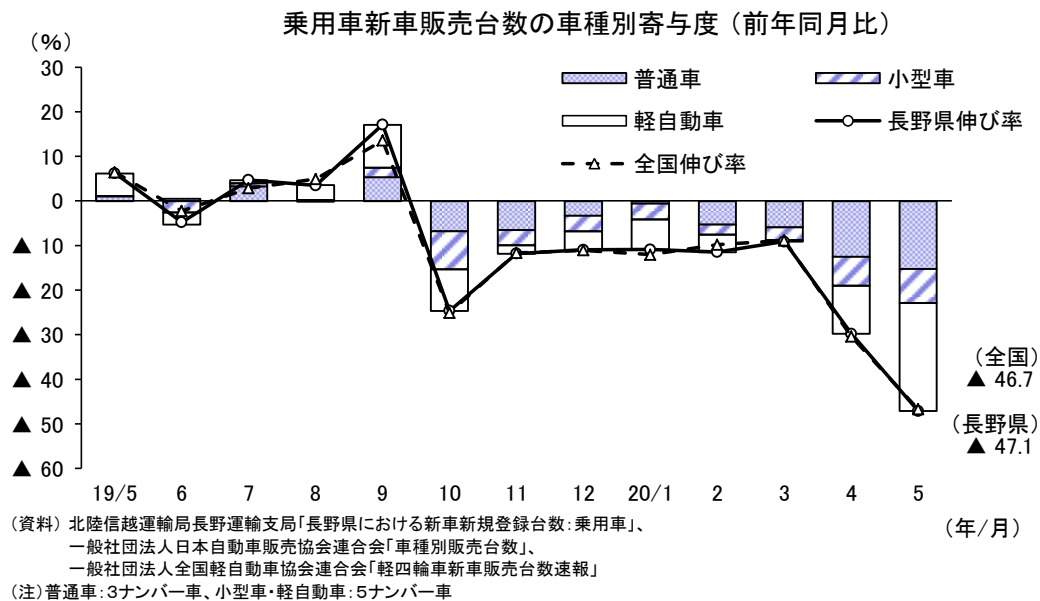 乗用車新車販売台数の車種別寄与度（前年同月比）
（%）
普通車
小型車
軽自動車
長野県伸び率
全国伸び率
30
20
10
0
▲ 10
▲ 20
▲ 30
▲ 40
▲ 50
▲ 60
（全国）
▲ 46.7
（長野県）
▲ 47.1
19/5 6 7 8 9 10 11 12 20/1 2 3 4 5
（年/月）
（資料） 北陸信越運輸局長野運輸支局「長野県における新車新規登録台数：乗用車」、
一般社団法人日本自動車販売協会連合会「車種別販売台数」、
一般社団法人全国軽自動車協会連合会「軽四輪車新車販売台数速報」
（注）普通車：3ナンバー車、小型車・軽自動車：5ナンバー車